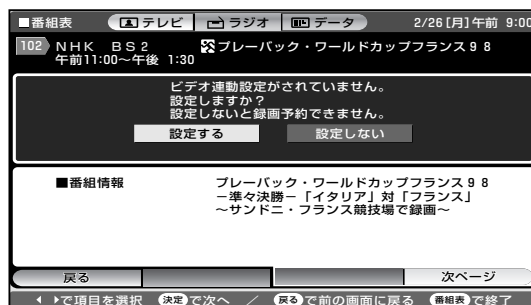 ■番組表 テレビ ラジオ データ 2/26[月]午前 9:00
102 NHK BS2 プレーバック・ワールドカップフランス98
午前11:00~午後 1:30
ビデオ連動設定がされていません。
設定しますか?
設定しないと録画予約できません。
設定する 設定しない
■番組情報 プレーバック・ワールドカップフランス98
-準々決勝-「イタリア」対「フランス」
~サンドニ・フランス競技場で録画~
戻る 次ページ
で項目を選択 決定で次へ / 戻るで前の画面に戻る 番組表で終了